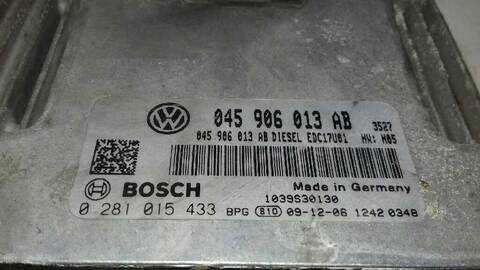 045 906 013 AB 3527
045 906 013 AB DIESEL EDC17U01 HW: H05
BOSCH
Made in Germany
1039S30130
0 281 015 433 BPG 810 09-12-06 1242 0348